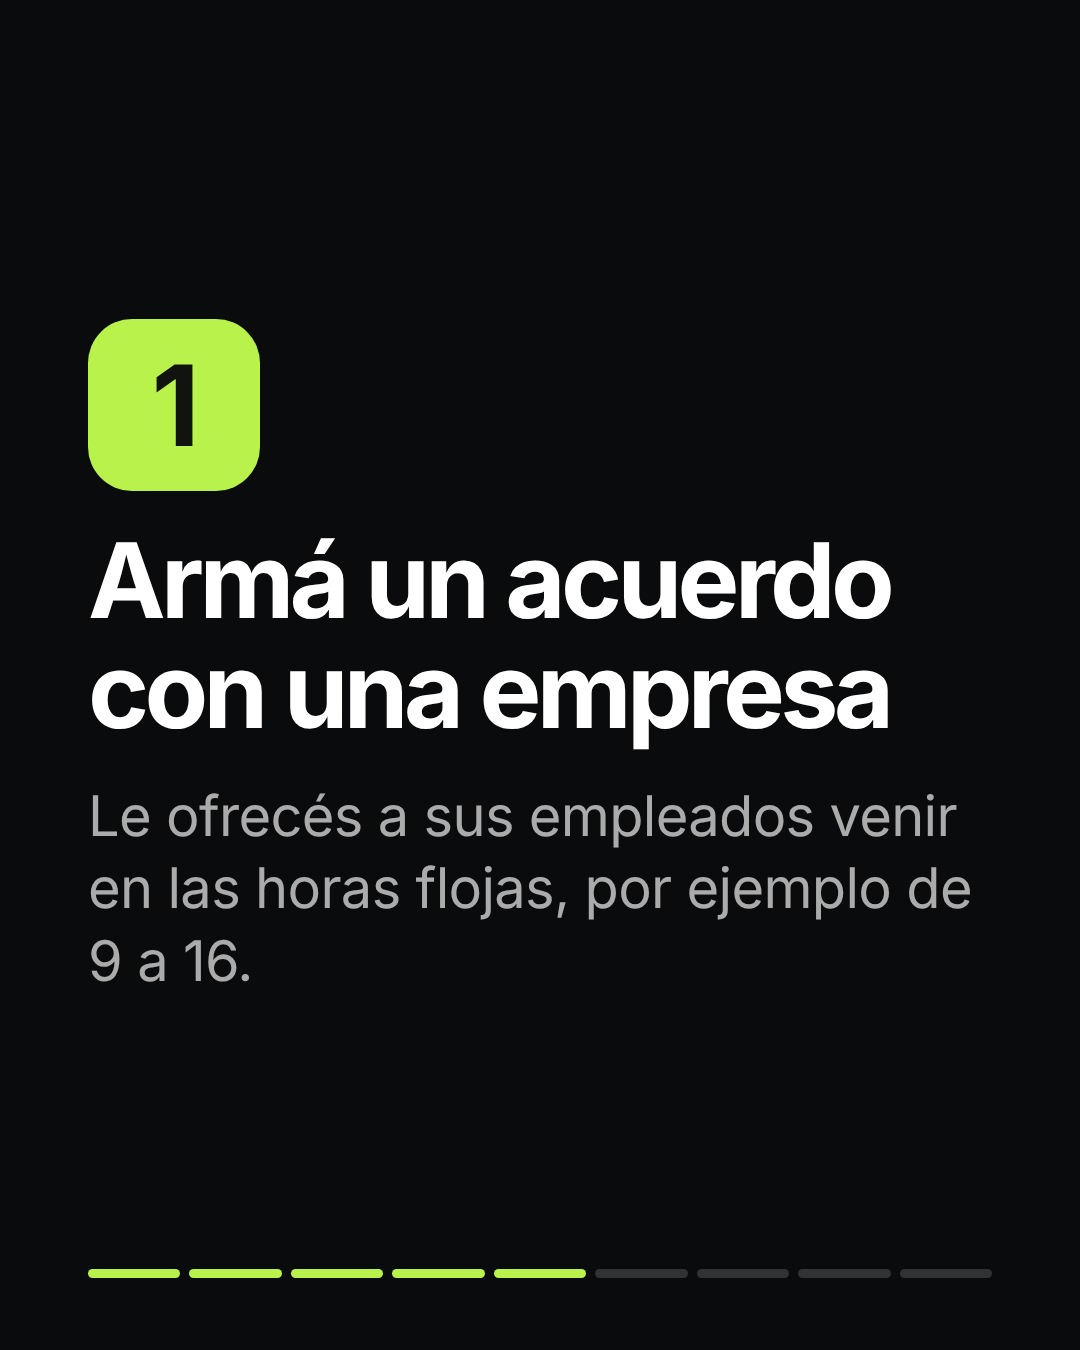 1
Armá un acuerdo
con una empresa
Le ofrecés a sus empleados venir
en las horas flojas, por ejemplo de
9 a 16.